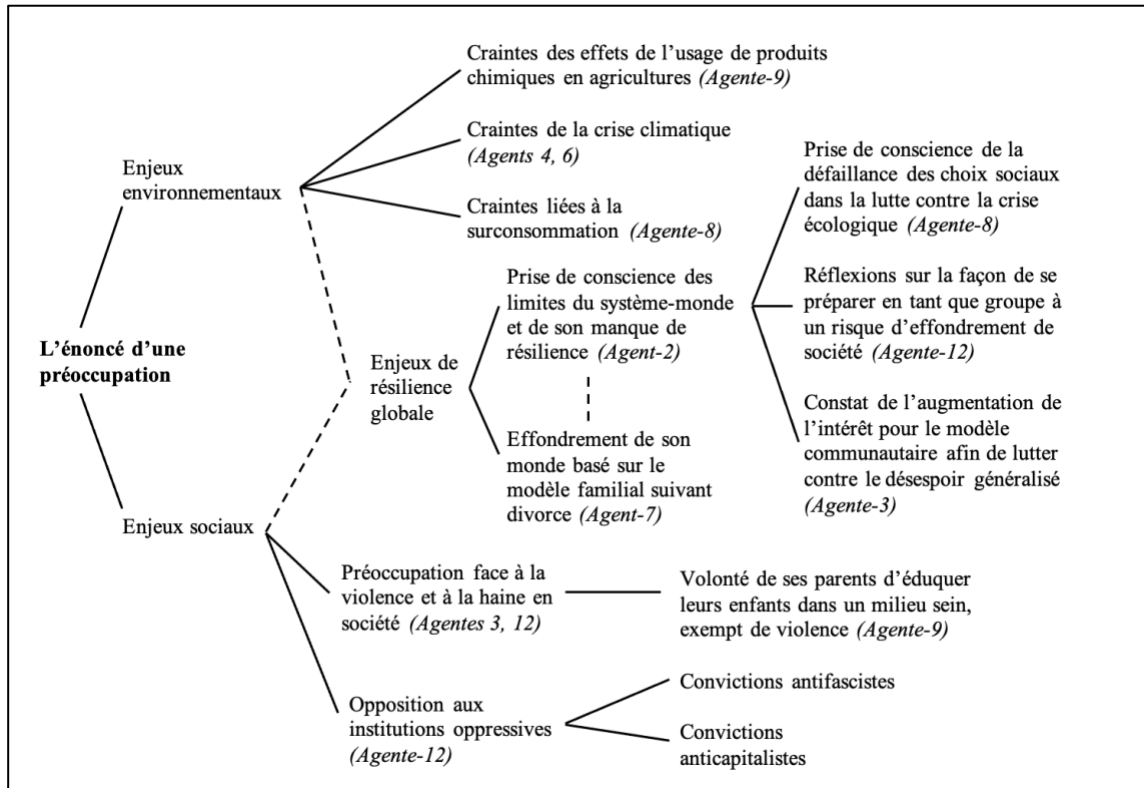 Craintes des effets de l’usage de produits
chimiques en agricultures (Agente-9)
Enjeux
environnementaux
Craintes de la crise climatique
(Agents 4, 6)
Craintes liées à la
surconsommation (Agente-8)
Prise de conscience de la
défaillance des choix sociaux
dans la lutte contre la crise
écologique (Agente-8)
L’énoncé d’une
préoccupation
Enjeux de
résilience
globale
Prise de conscience des
limites du système-monde
et de son manque de
résilience (Agent-2)
Réflexions sur la façon de se
préparer en tant que groupe à
un risque d’effondrement de
société (Agente-12)
Effondrement de son
monde basé sur le
modèle familial suivant
divorce (Agent-7)
Constat de l’augmentation de
l’intérêt pour le modèle
communautaire afin de lutter
contre le désespoir généralisé
(Agente-3)
Enjeux sociaux
Préoccupation face à la
violence et à la haine en
société (Agentes 3, 12)
Volonté de ses parents d’éduquer
leurs enfants dans un milieu sein,
exempt de violence (Agente-9)
Opposition aux
institutions oppressives
(Agente-12)
Convictions antifascistes
Convictions
anticapitalistes